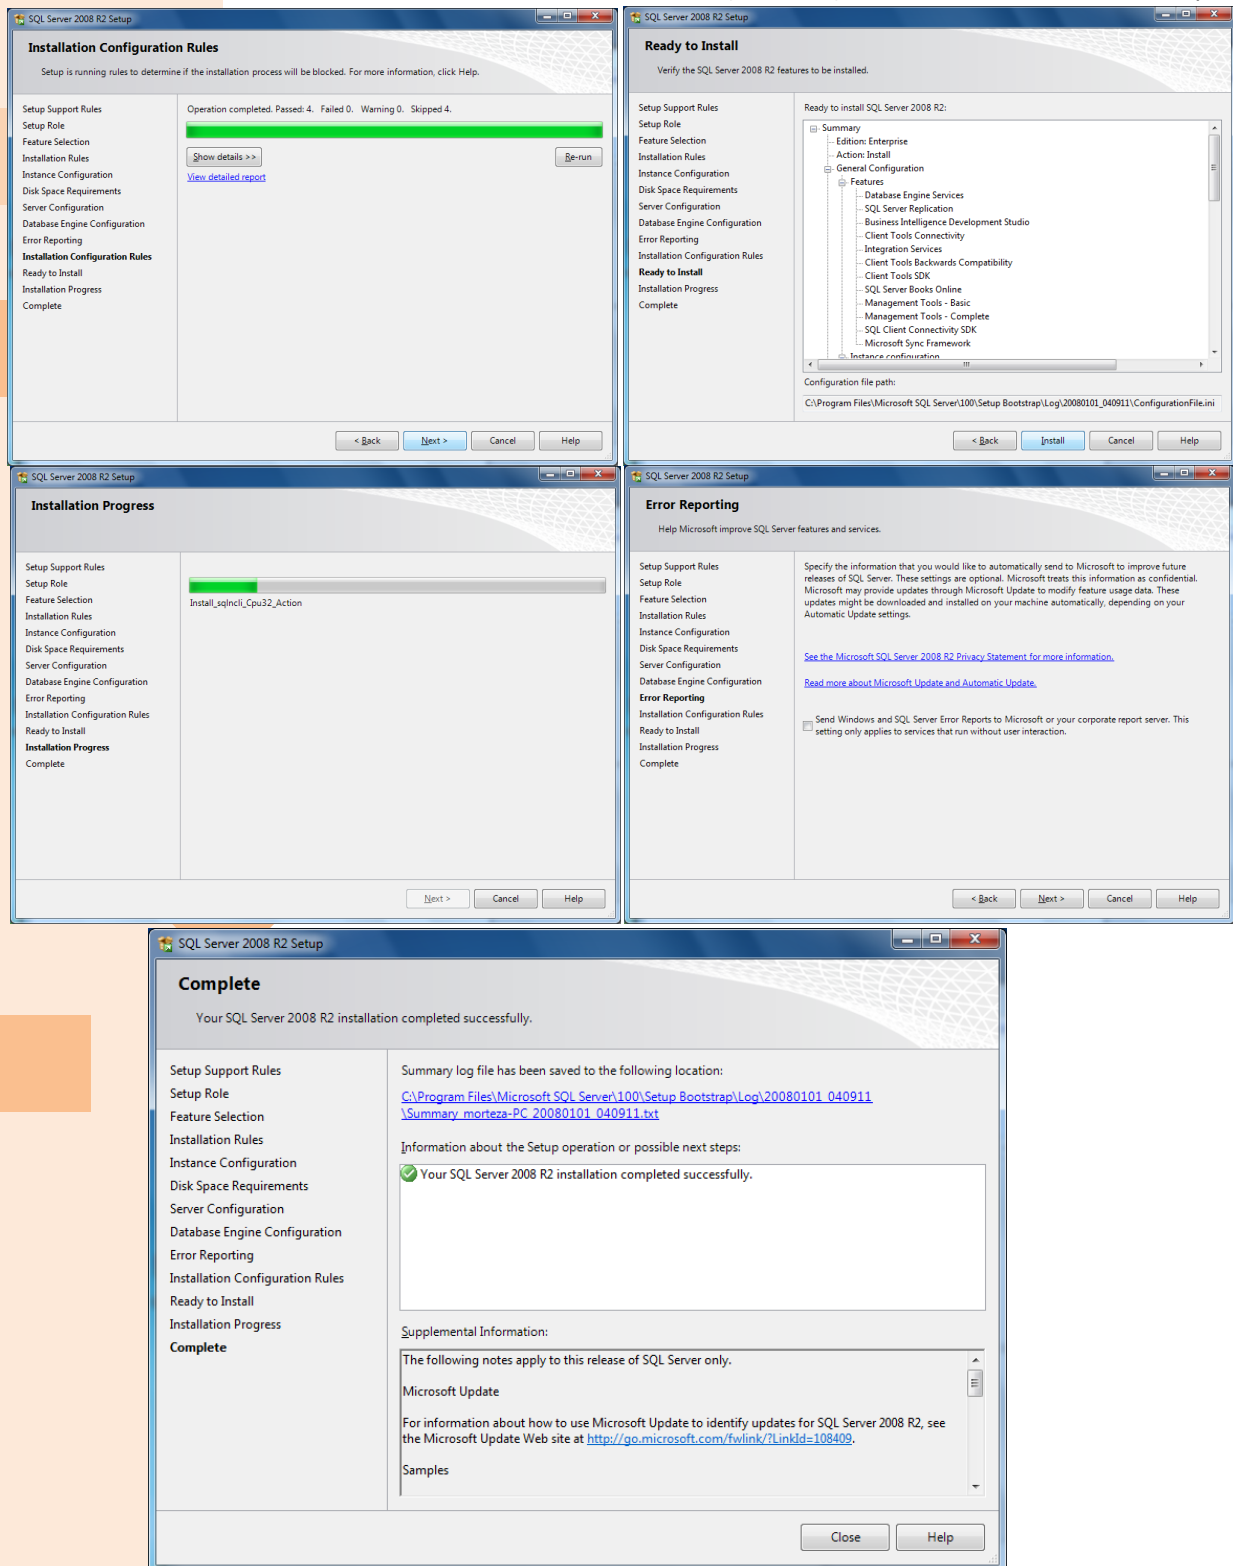 SQL Server 2008 R2 Setup
Installation Configuration Rules
Setup is running rules to determine if the installation process will be blocked. For more information, click Help.
Setup Support Rules
Setup Role
Feature Selection
Installation Rules
Instance Configuration
Disk Space Requirements
Server Configuration
Database Engine Configuration
Error Reporting
Installation Configuration Rules
Ready to Install
Installation Progress
Complete
Operation completed. Passed: 4.   Failed 0.   Warning 0.   Skipped 4.
Show details >>
Re-run
View detailed report
< Back
Next >
Cancel
Help
SQL Server 2008 R2 Setup
Ready to Install
Verify the SQL Server 2008 R2 features to be installed.
Setup Support Rules
Setup Role
Feature Selection
Installation Rules
Instance Configuration
Disk Space Requirements
Server Configuration
Database Engine Configuration
Error Reporting
Installation Configuration Rules
Ready to Install
Installation Progress
Complete
Ready to install SQL Server 2008 R2:
Summary
Edition: Enterprise
Action: Install
General Configuration
Features
Database Engine Services
SQL Server Replication
Business Intelligence Development Studio
Client Tools Connectivity
Integration Services
Client Tools Backwards Compatibility
Client Tools SDK
SQL Server Books Online
Management Tools - Basic
Management Tools - Complete
SQL Client Connectivity SDK
Microsoft Sync Framework
Instance configuration
Configuration file path:
C:\Program Files\Microsoft SQL Server\100\Setup Bootstrap\Log\20080101_040911\ConfigurationFile.ini
< Back
Install
Cancel
Help
SQL Server 2008 R2 Setup
Installation Progress
Setup Support Rules
Setup Role
Feature Selection
Installation Rules
Instance Configuration
Disk Space Requirements
Server Configuration
Database Engine Configuration
Error Reporting
Installation Configuration Rules
Ready to Install
Installation Progress
Complete
Install_sqlncli_Cpu32_Action
Next >
Cancel
Help
SQL Server 2008 R2 Setup
Error Reporting
Help Microsoft improve SQL Server features and services.
Setup Support Rules
Setup Role
Feature Selection
Installation Rules
Instance Configuration
Disk Space Requirements
Server Configuration
Database Engine Configuration
Error Reporting
Installation Configuration Rules
Ready to Install
Installation Progress
Complete
Specify the information that you would like to automatically send to Microsoft to improve future
releases of SQL Server. These settings are optional. Microsoft treats this information as confidential.
Microsoft may provide updates through Microsoft Update to modify feature usage data. These
updates might be downloaded and installed on your machine automatically, depending on your
Automatic Update settings.
See the Microsoft SQL Server 2008 R2 Privacy Statement for more information.
Read more about Microsoft Update and Automatic Update.
Send Windows and SQL Server Error Reports to Microsoft or your corporate report server. This
setting only applies to services that run without user interaction.
< Back
Next >
Cancel
Help
SQL Server 2008 R2 Setup
Complete
Your SQL Server 2008 R2 installation completed successfully.
Setup Support Rules
Setup Role
Feature Selection
Installation Rules
Instance Configuration
Disk Space Requirements
Server Configuration
Database Engine Configuration
Error Reporting
Installation Configuration Rules
Ready to Install
Installation Progress
Complete
Summary log file has been saved to the following location:
C:\Program Files\Microsoft SQL Server\100\Setup Bootstrap\Log\20080101_040911
\Summary_morteza-PC_20080101_040911.txt
Information about the Setup operation or possible next steps:
Your SQL Server 2008 R2 installation completed successfully.
Supplemental Information:
The following notes apply to this release of SQL Server only.
Microsoft Update
For information about how to use Microsoft Update to identify updates for SQL Server 2008 R2, see
the Microsoft Update Web site at http://go.microsoft.com/fwlink/?LinkId=108409.
Samples
Close
Help